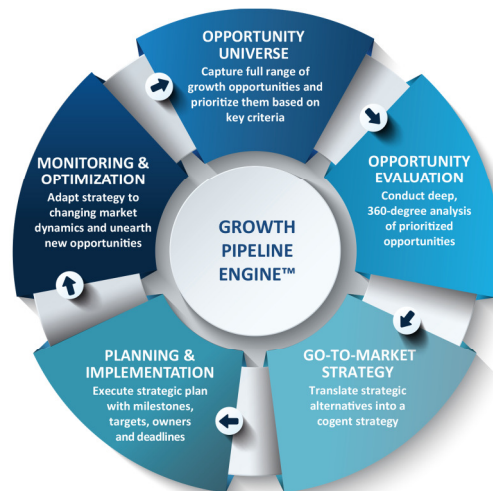 OPPORTUNITY
UNIVERSE
Capture full range of
growth opportunities and
prioritize them based on
key criteria
OPPORTUNITY
EVALUATION
Conduct deep,
360-degree analysis
of prioritized
opportunities
GO-TO-MARKET
STRATEGY
Translate strategic
alternatives into a
cogent strategy
PLANNING &
IMPLEMENTATION
Execute strategic plan
with milestones,
targets, owners
and deadlines
MONITORING &
OPTIMIZATION
Adapt strategy to
changing market
dynamics and unearth
new opportunities
GROWTH
PIPELINE
ENGINE™